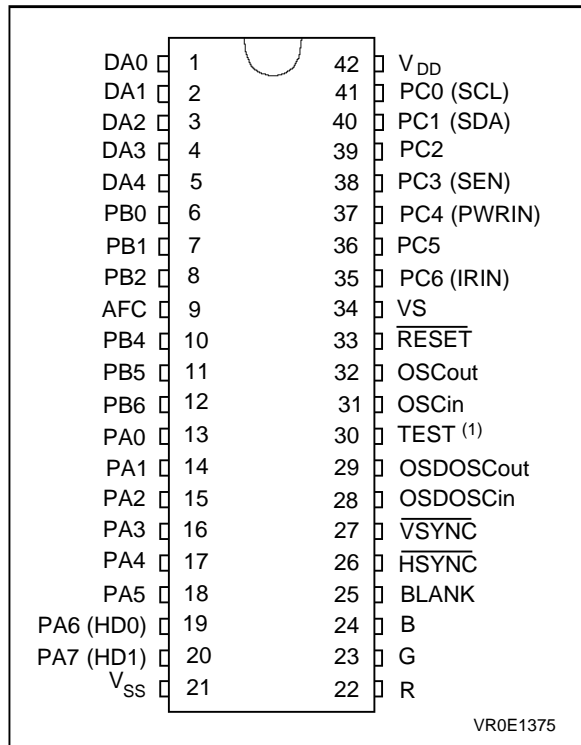 DA0 1 42 VDD
DA1 2 41 PC0 (SCL)
DA2 3 40 PC1 (SDA)
DA3 4 39 PC2
DA4 5 38 PC3 (SEN)
PB0 6 37 PC4 (PWRIN)
PB1 7 36 PC5
PB2 8 35 PC6 (IRIN)
AFC 9 34 VS
PB4 10 33 RESET
PB5 11 32 OSCout
PB6 12 31 OSCin
PA0 13 30 TEST (1)
PA1 14 29 OSDOSCout
PA2 15 28 OSDOSCin
PA3 16 27 VSYNC
PA4 17 26 HSYNC
PA5 18 25 BLANK
PA6 (HD0) 19 24 B
PA7 (HD1) 20 23 G
VSS 21 22 R
VR0E1375